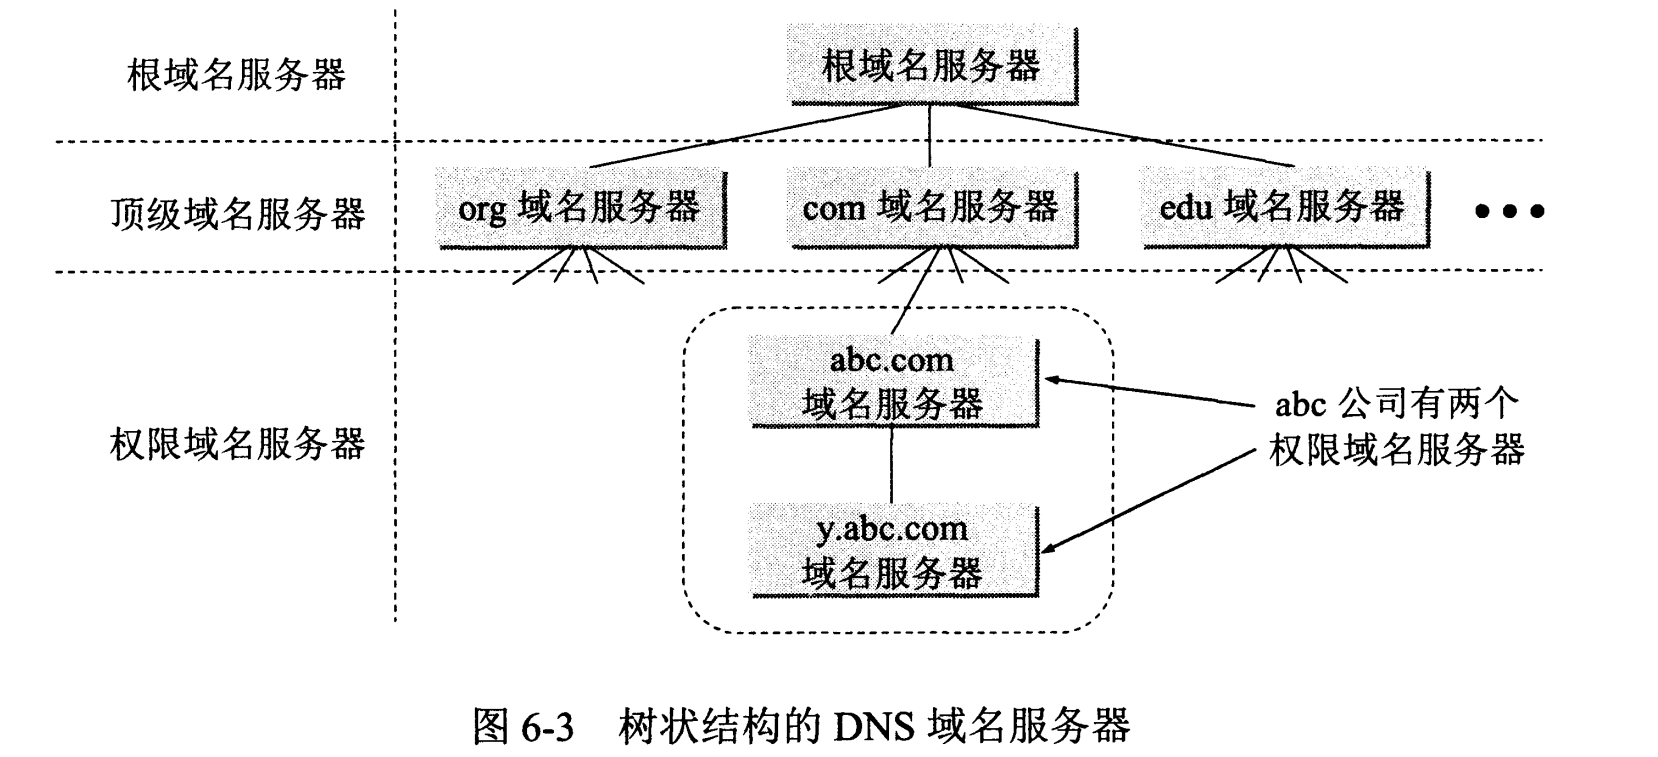 根域名服务器
根域名服务器
顶级域名服务器
org 域名服务器
com 域名服务器
edu 域名服务器
•••
权限域名服务器
abc.com
域名服务器
y.abc.com
域名服务器
abc 公司有两个
权限域名服务器
图 6-3 树状结构的 DNS 域名服务器